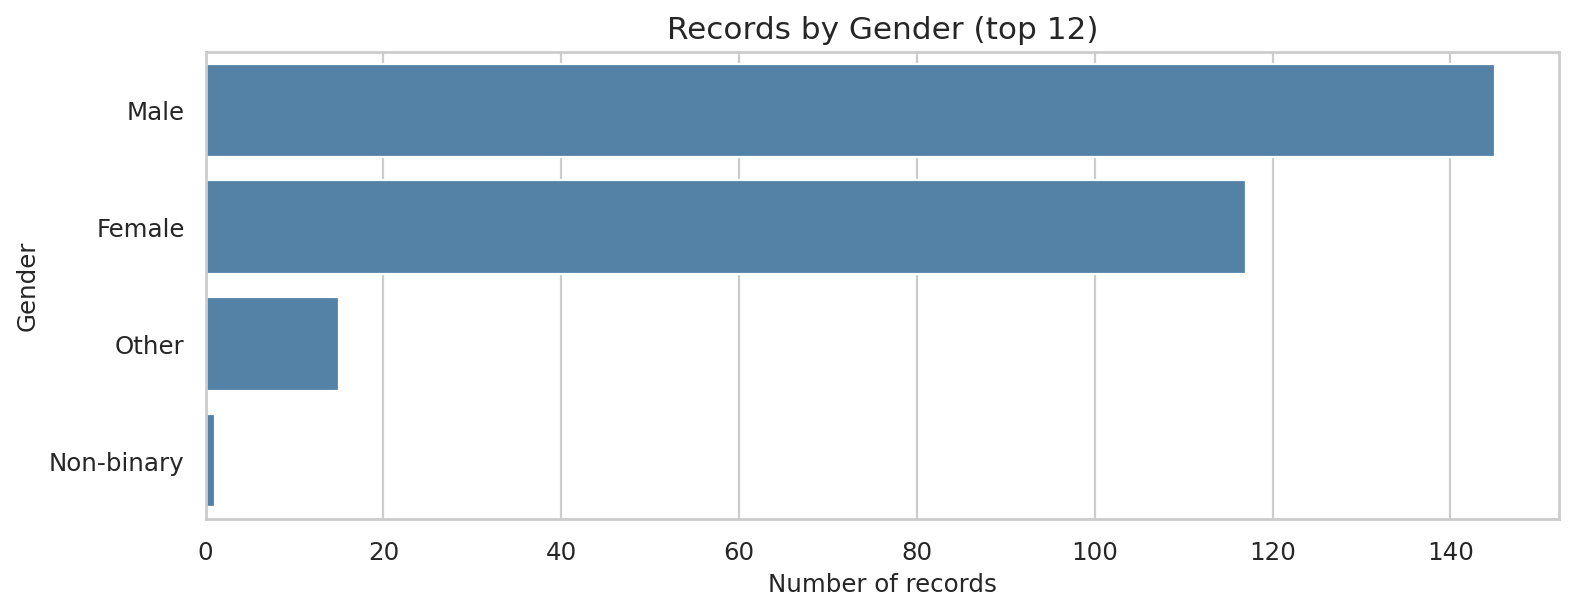 Records by Gender (top 12)
Gender
Male
Female
Other
Non-binary
0 20 40 60 80 100 120 140
Number of records